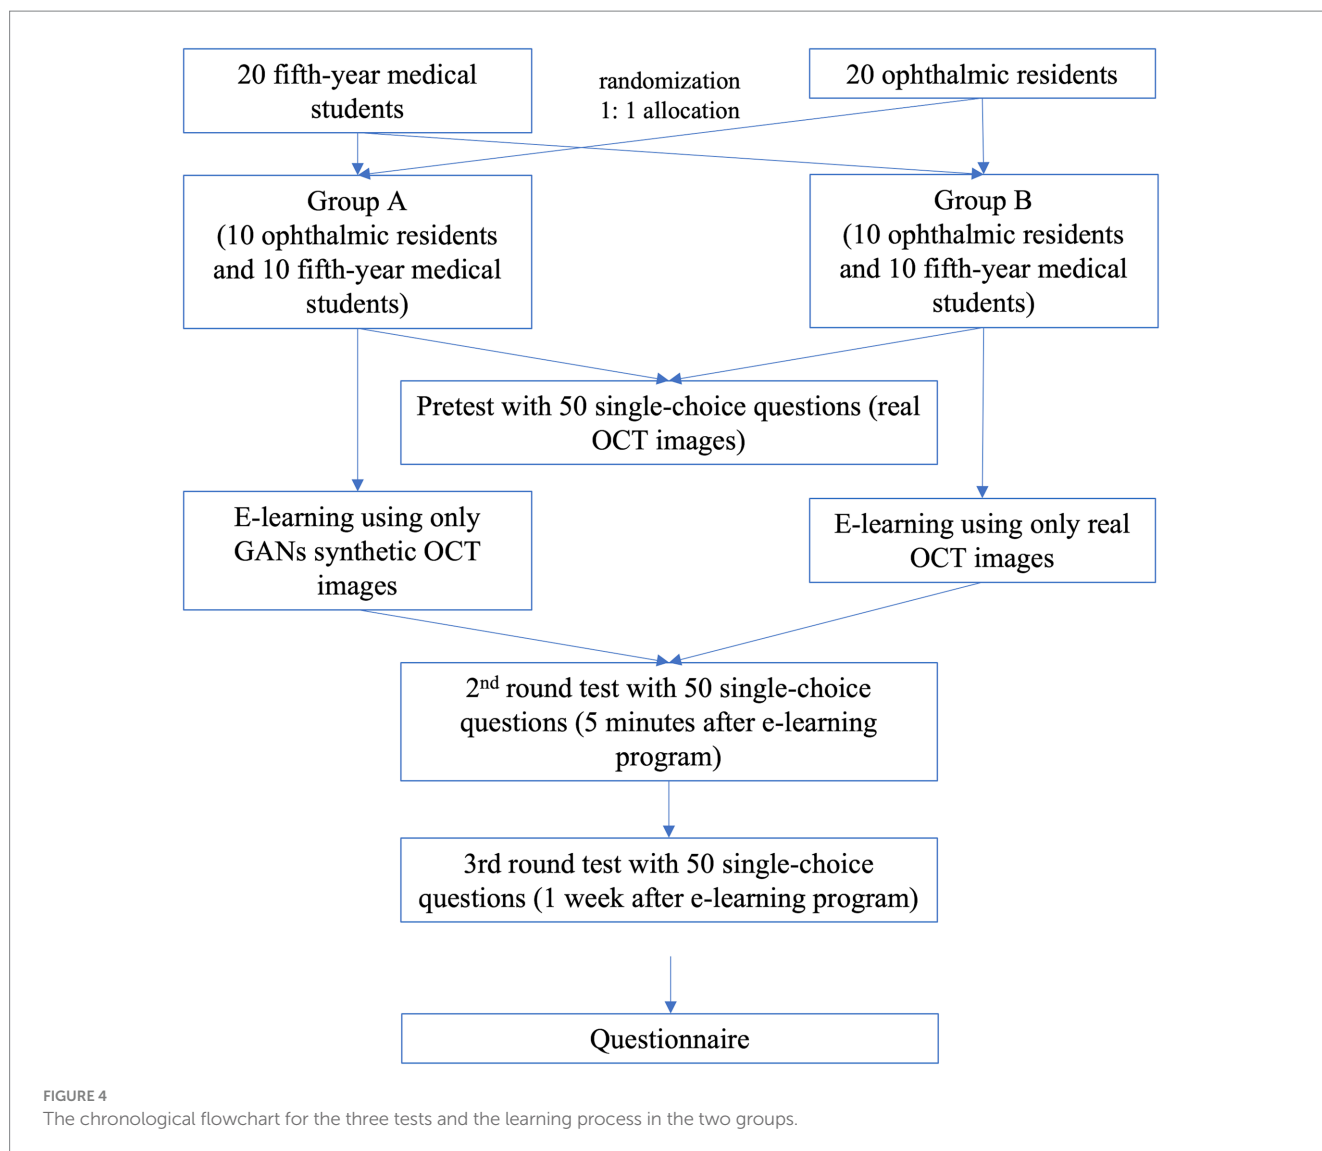 20 fifth-year medical
students
randomization
1: 1 allocation
20 ophthalmic residents
Group A
(10 ophthalmic residents
and 10 fifth-year medical
students)
Group B
(10 ophthalmic residents
and 10 fifth-year medical
students)
Pretest with 50 single-choice questions (real
OCT images)
E-learning using only
GANs synthetic OCT
images
E-learning using only real
OCT images
2nd round test with 50 single-choice
questions (5 minutes after e-learning
program)
3rd round test with 50 single-choice
questions (1 week after e-learning program)
Questionnaire
FIGURE 4
The chronological flowchart for the three tests and the learning process in the two groups.